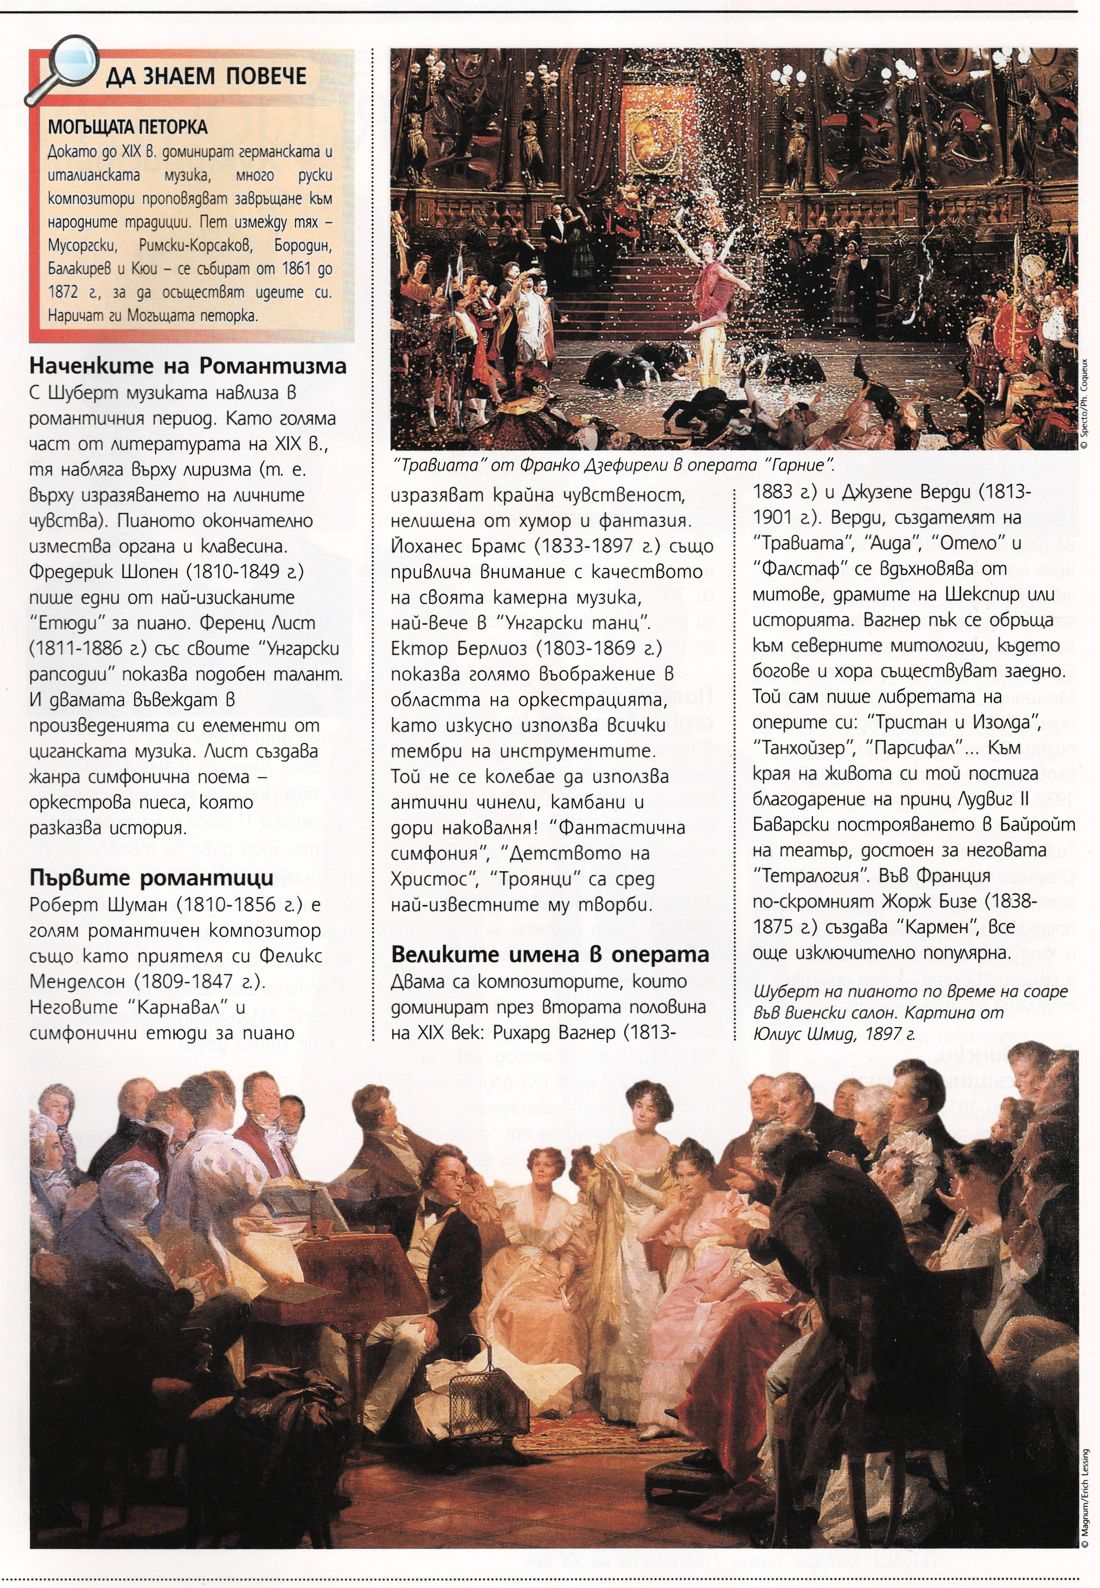 ДА ЗНАЕМ ПОВЕЧЕ
МОГЪЩАТА ПЕТОРКА
Докато до XIX в. доминират германската и
италианската музика, много руски
композитори проповядват завръщане към
народните традиции. Пет измежду тях –
Мусоргски, Римски-Корсаков, Бородин,
Балакирев и Кюи – се събират от 1861 до
1872 г., за да осъществят идеите си.
Наричат ги Могъщата петорка.
Наченките на Романтизма
С Шуберт музиката навлиза в
романтичния период. Като голяма
част от литературата на XIX в.,
тя набляга върху лиризма (т. е.
върху изразяването на личните
чувства). Пианото окончателно
измества органа и клавесина.
Фредерик Шопен (1810-1849 г.)
пише едни от най-изисканите
"Етюди" за пиано. Ференц Лист
(1811-1886 г.) със своите "Унгарски
рапсодии" показва подобен талант.
И двамата въвеждат в
произведенията си елементи от
циганската музика. Лист създава
жанра симфонична поема –
оркестрова пиеса, която
разказва история.
Първите романтици
Роберт Шуман (1810-1856 г.) е
голям романтичен композитор
също като приятеля си Феликс
Менделсон (1809-1847 г.).
Неговите "Карнавал" и
симфонични етюди за пиано
© Specto/Ph. Coqueux
"Травиата" от Франко Дзефирели в операта "Гарние".
изразяват крайна чувственост,
нелишена от хумор и фантазия.
Йоханес Брамс (1833-1897 г.) също
привлича внимание с качеството
на своята камерна музика,
най-вече в "Унгарски танц".
Ектор Берлиоз (1803-1869 г.)
показва голямо въображение в
областта на оркестрацията,
като изкусно използва всички
тембри на инструментите.
Той не се колебае да използва
антични чинели, камбани и
дори наковалня! "Фантастична
симфония", "Детството на
Христос", "Троянци" са сред
най-известните му творби.
Великите имена в операта
Двама са композиторите, които
доминират през втората половина
на XIX век: Рихард Вагнер (1813-
1883 г.) и Джузепе Верди (1813-
1901 г.). Верди, създателят на
"Травиата", "Аида", "Отело" и
"Фалстаф" се вдъхновява от
митове, драмите на Шекспир или
историята. Вагнер пък се обръща
към северните митологии, където
богове и хора съществуват заедно.
Той сам пише либретата на
оперите си: "Тристан и Изолда",
"Танхойзер", "Парсифал"... Към
края на живота си той постига
благодарение на принц Лудвиг II
Баварски построяването в Байройт
на театър, достоен за неговата
"Тетралогия". Във Франция
по-скромният Жорж Бизе (1838-
1875 г.) създава "Кармен", все
още изключително популярна.
Шуберт на пианото по време на соаре
във виенски салон. Картина от
Юлиус Шмид, 1897 г.
© Magnum/Erich Lessing